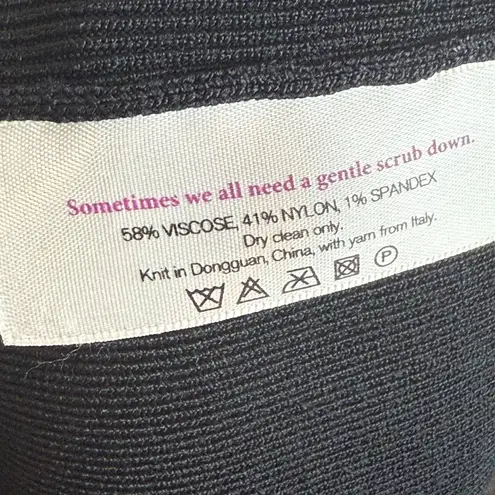 Sometimes we all need a gentle scrub down.
58% VISCOSE, 41% NYLON, 1% SPANDEX
Dry clean only.
Knit in Dongguan, China, with yarn from Italy.
P